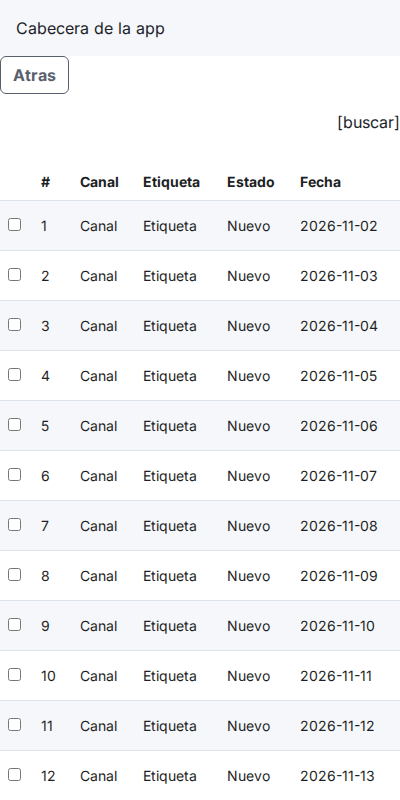 Cabecera de la app
Atras
[buscar]
# Canal Etiqueta Estado Fecha
1 Canal Etiqueta Nuevo 2026-11-02
2 Canal Etiqueta Nuevo 2026-11-03
3 Canal Etiqueta Nuevo 2026-11-04
4 Canal Etiqueta Nuevo 2026-11-05
5 Canal Etiqueta Nuevo 2026-11-06
6 Canal Etiqueta Nuevo 2026-11-07
7 Canal Etiqueta Nuevo 2026-11-08
8 Canal Etiqueta Nuevo 2026-11-09
9 Canal Etiqueta Nuevo 2026-11-10
10 Canal Etiqueta Nuevo 2026-11-11
11 Canal Etiqueta Nuevo 2026-11-12
12 Canal Etiqueta Nuevo 2026-11-13